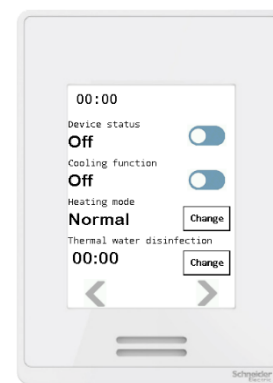 00:00
Device status
Off
Cooling function
Off
Heating mode
Normal
Change
Thermal water disinfection
00:00
Change
Schneider
Electric